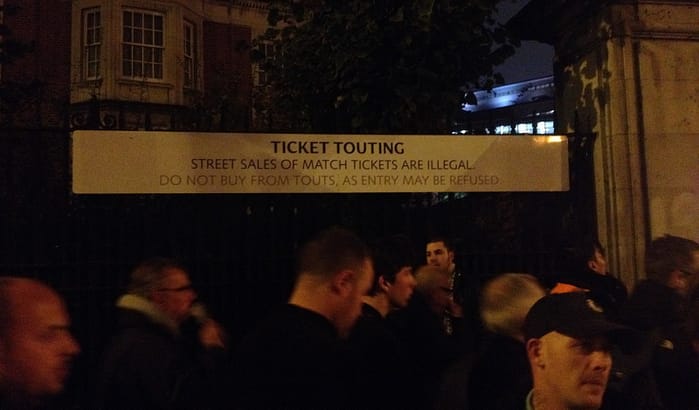 TICKET TOUTING
STREET SALES OF MATCH TICKETS ARE ILLEGAL.
DO NOT BUY FROM TOUTS, AS ENTRY MAY BE REFUSED.